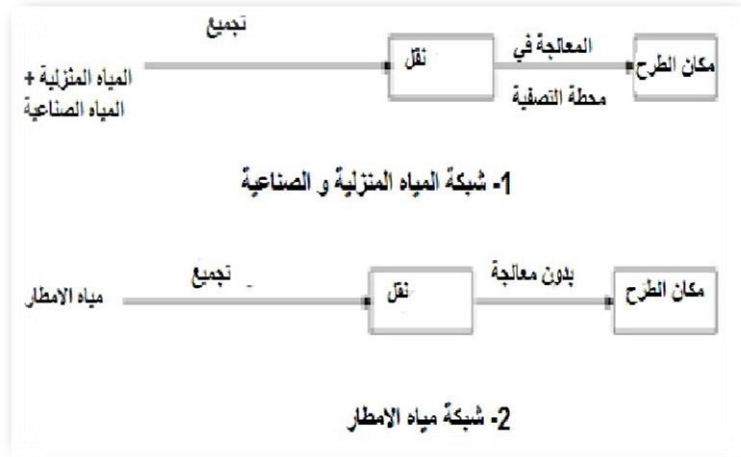 تجميع
المياه المنزلية +
المياه الصناعية
نقل
المعالجة في
محطة التصفية
مكان الطرح
1- شبكة المياه المنزلية و الصناعية
مياه الامطار
تجميع
نقل
بدون معالجة
مكان الطرح
2- شبكة مياه الامطار